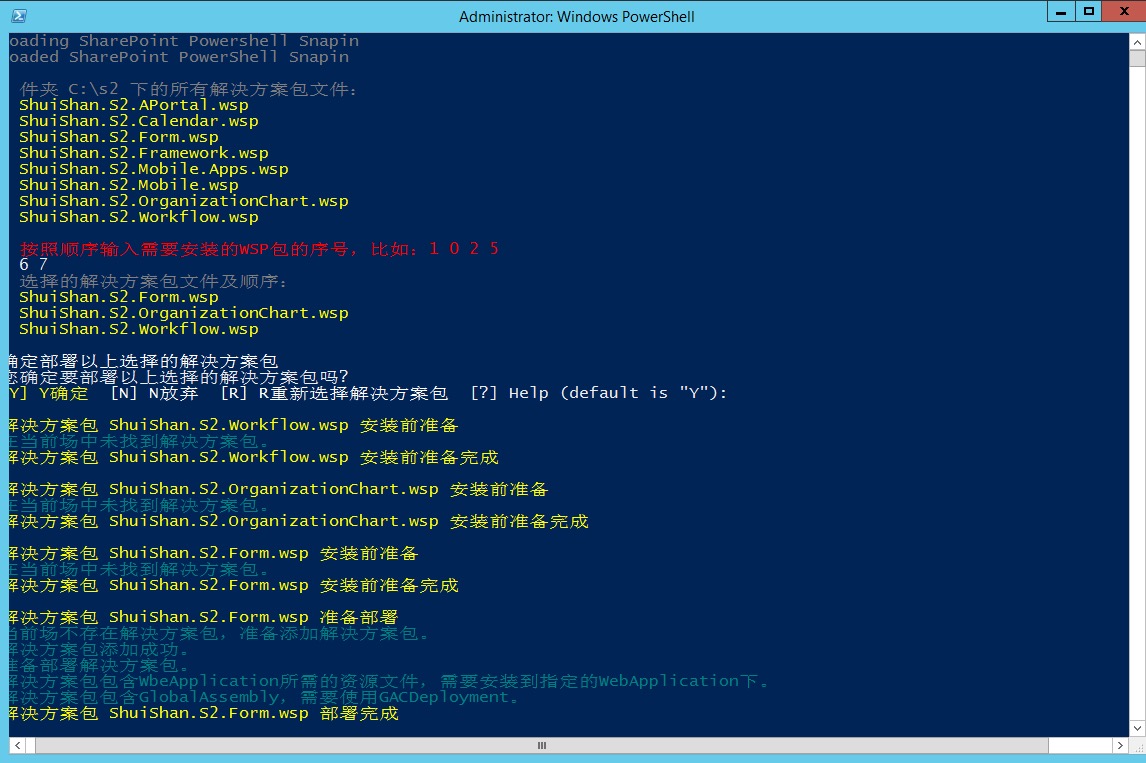 Administrator: Windows PowerShell
oading SharePoint Powershell Snapin
oaded SharePoint PowerShell Snapin
件夹 C:\s2 下的所有解决方案包文件:
ShuiShan.S2.APortal.wsp
ShuiShan.S2.Calendar.wsp
ShuiShan.S2.Form.wsp
ShuiShan.S2.Framework.wsp
ShuiShan.S2.Mobile.Apps.wsp
ShuiShan.S2.Mobile.wsp
ShuiShan.S2.OrganizationChart.wsp
ShuiShan.S2.Workflow.wsp
按照顺序输入需要安装的WSP包的序号，比如：1 0 2 5
6 7
选择的解决方案包文件及顺序:
ShuiShan.S2.Form.wsp
ShuiShan.S2.OrganizationChart.wsp
ShuiShan.S2.Workflow.wsp
确定部署以上选择的解决方案包
您确定要部署以上选择的解决方案包吗?
Y] Y确定 [N] N放弃 [R] R重新选择解决方案包 [?] Help (default is "Y"):
解决方案包 ShuiShan.S2.Workflow.wsp 安装前准备
在当前场中未找到解决方案包。
解决方案包 ShuiShan.S2.Workflow.wsp 安装前准备完成
解决方案包 ShuiShan.S2.OrganizationChart.wsp 安装前准备
在当前场中未找到解决方案包。
解决方案包 ShuiShan.S2.OrganizationChart.wsp 安装前准备完成
解决方案包 ShuiShan.S2.Form.wsp 安装前准备
在当前场中未找到解决方案包。
解决方案包 ShuiShan.S2.Form.wsp 安装前准备完成
解决方案包 ShuiShan.S2.Form.wsp 准备部署
当前场不存在解决方案包，准备添加解决方案包。
解决方案包添加成功。
准备部署解决方案包。
解决方案包包含WbeApplication所需的资源文件，需要安装到指定的WebApplication下。
解决方案包包含GlobalAssembly，需要使用GACDeployment。
解决方案包 ShuiShan.S2.Form.wsp 部署完成